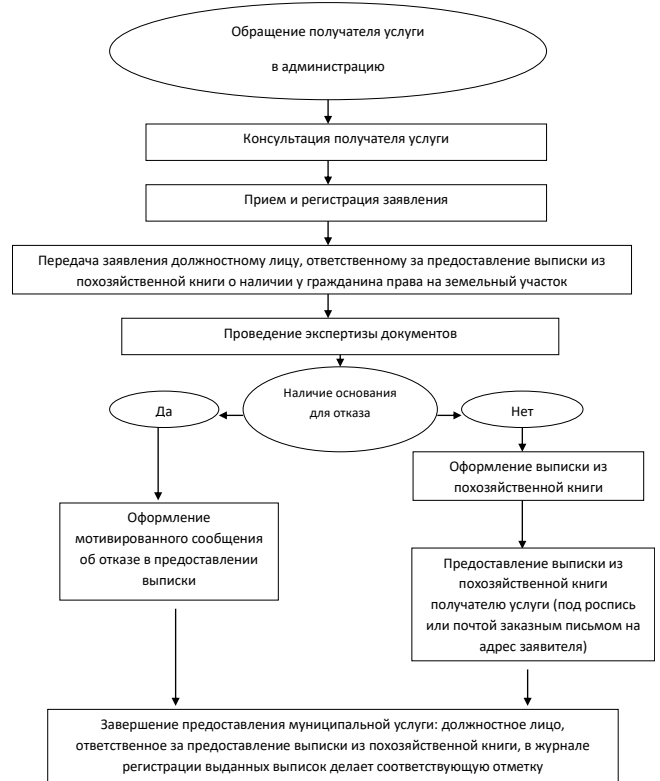 Обращение получателя услуги
в администрацию
Консультация получателя услуги
Прием и регистрация заявления
Передача заявления должностному лицу, ответственному за предоставление выписки из
похозяйственной книги о наличии у гражданина права на земельный участок
Проведение экспертизы документов
Наличие основания
для отказа
Да
Нет
Оформление выписки из
похозяйственной книги
Оформление
мотивированного сообщения
об отказе в предоставлении
выписки
Предоставление выписки из
похозяйственной книги
получателю услуги (под роспись
или почтой заказным письмом на
адрес заявителя)
Завершение предоставления муниципальной услуги: должностное лицо,
ответственное за предоставление выписки из похозяйственной книги, в журнале
регистрации выданных выписок делает соответствующую отметку